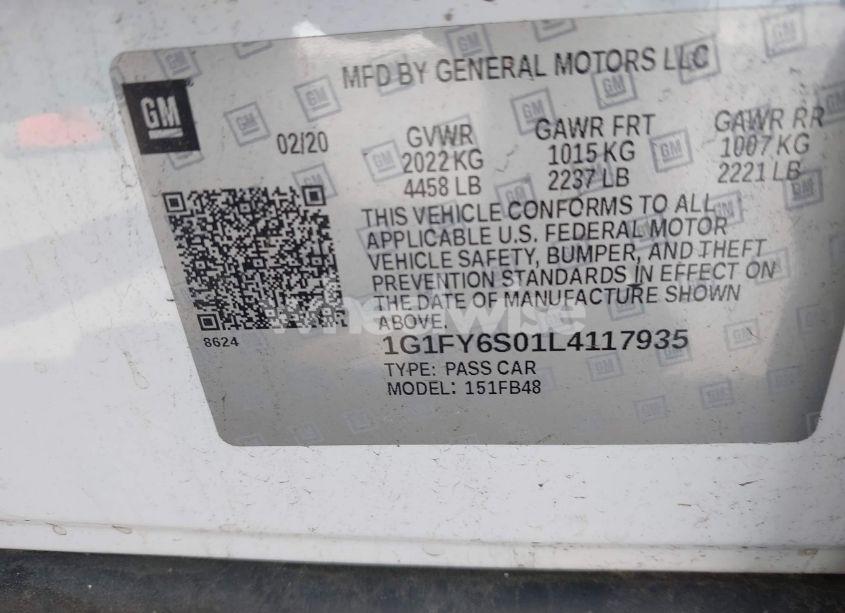 MFD BY GENERAL MOTORS LLC
GM
02/20
GVWR GAWR FRT GAWR RR
2022 KG 1015 KG 1007 KG
4458 LB 2237 LB 2221 LB
THIS VEHICLE CONFORMS TO ALL
APPLICABLE U.S. FEDERAL MOTOR
VEHICLE SAFETY, BUMPER, AND THEFT
PREVENTION STANDARDS IN EFFECT ON
THE DATE OF MANUFACTURE SHOWN
ABOVE.
8624
1G1FY6S01L4117935
TYPE: PASS CAR
MODEL: 151FB48